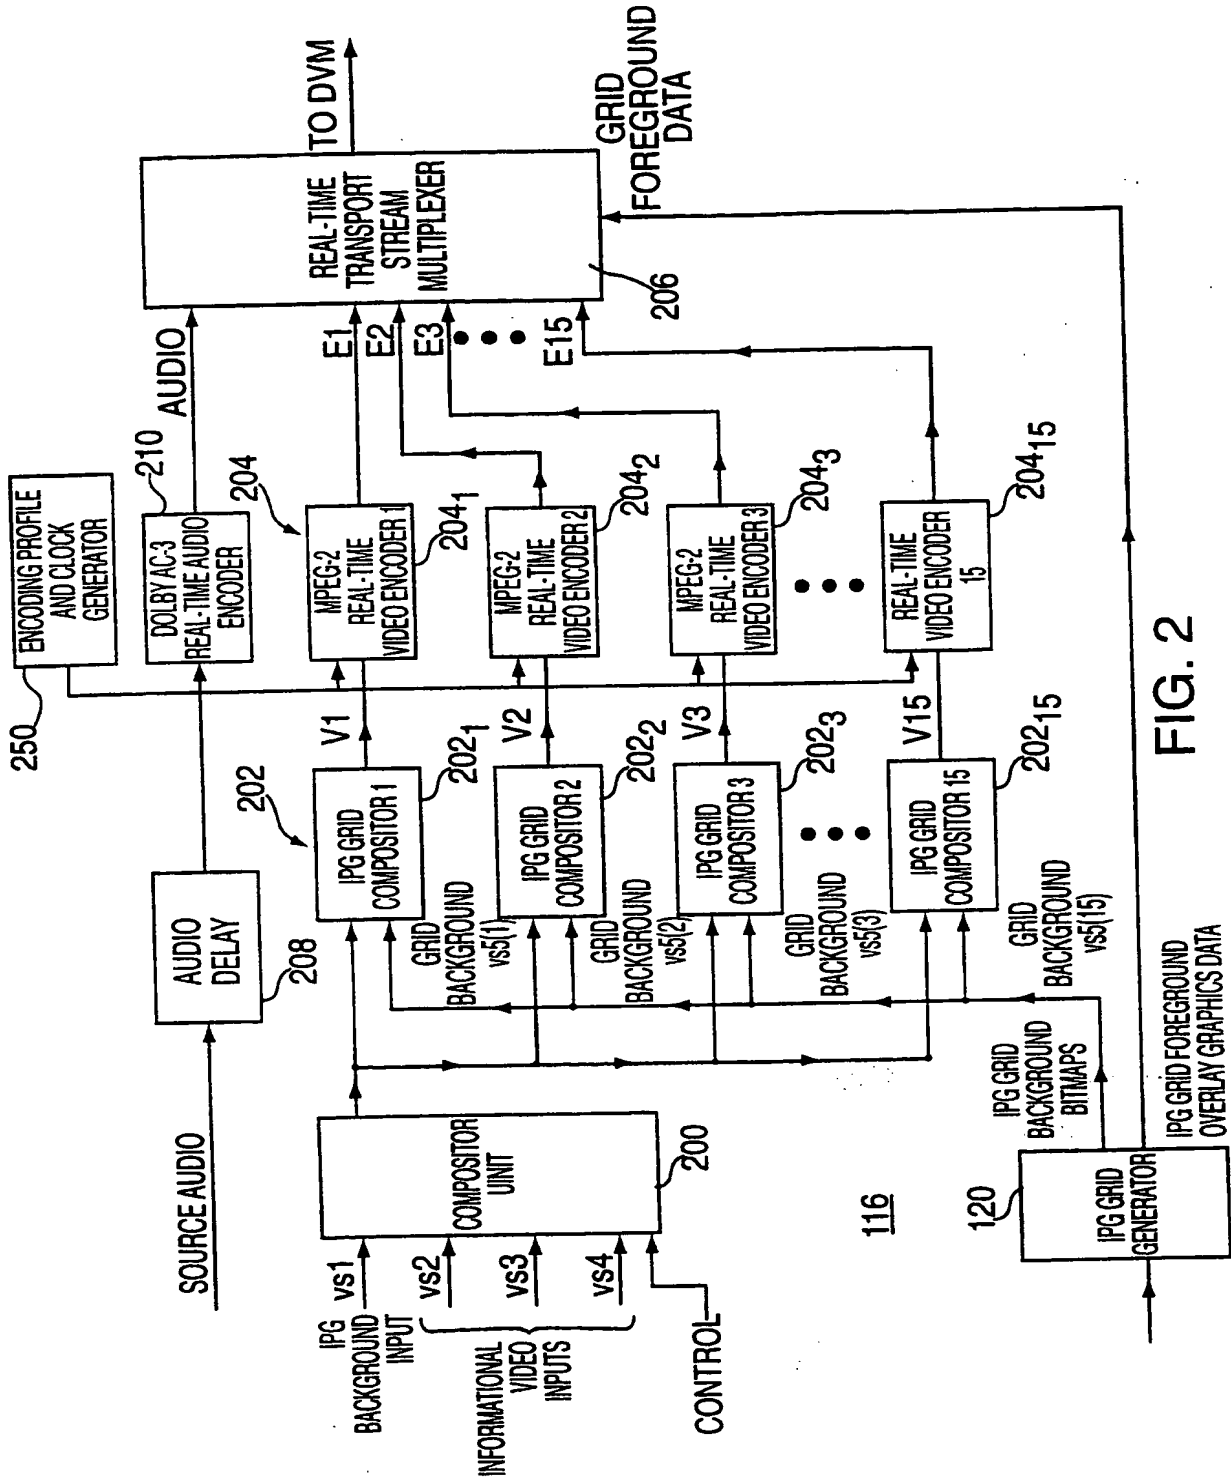 ENCODING PROFILE
AND CLOCK
GENERATOR
250
SOURCE AUDIO
AUDIO
DELAY
208
DOLBY AC-3
REAL-TIME AUDIO
ENCODER
210
AUDIO
REAL-TIME
TRANSPORT
STREAM
MULTIPLEXER
206
TO DVM
GRID
FOREGROUND
DATA
IPG
BACKGROUND
INPUT
vs1
vs2
vs3
vs4
INFORMATIONAL
VIDEO
INPUTS
CONTROL
COMPOSITOR
UINIT
200
202
IPG GRID
COMPOSITOR 1
202₁
GRID
BACKGROUND
vs5(1)
V1
204
MPEG-2
REAL-TIME
VIDEO ENCODER 1
204₁
E1
IPG GRID
COMPOSITOR 2
202₂
GRID
BACKGROUND
vs5(2)
V2
MPEG-2
REAL-TIME
VIDEO ENCODER 2
204₂
E2
IPG GRID
COMPOSITOR 3
202₃
GRID
BACKGROUND
vs5(3)
V3
MPEG-2
REAL-TIME
VIDEO ENCODER 3
204₃
E3
IPG GRID
COMPOSITOR 15
202₁₅
GRID
BACKGROUND
vs5(15)
V15
REAL-TIME
VIDEO ENCODER
15
204₁₅
E15
116
120
IPG GRID
GENERATOR
IPG GRID
BACKGROUND
BITMAPS
IPG GRID FOREGROUND
OVERLAY GRAPHICS DATA
FIG. 2